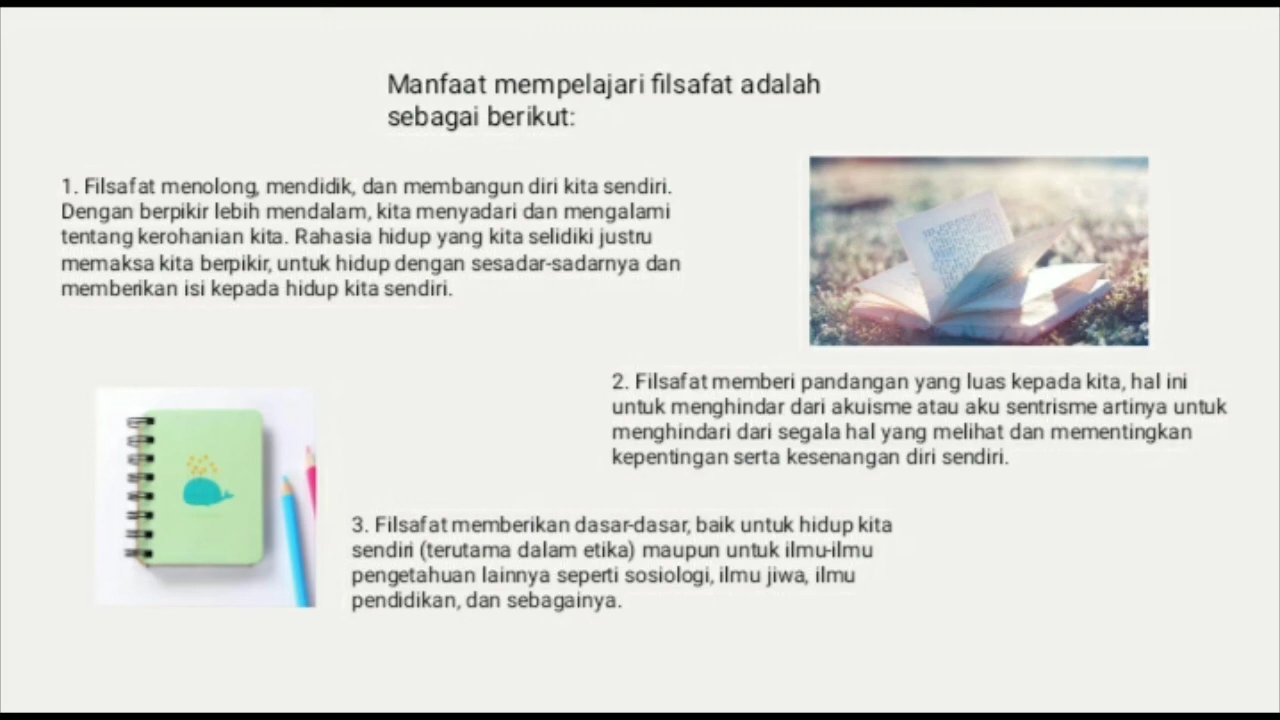 Manfaat mempelajari filsafat adalah
sebagai berikut:
1. Filsafat menolong, mendidik, dan membangun diri kita sendiri.
Dengan berpikir lebih mendalam, kita menyadari dan mengalami
tentang kerohanian kita. Rahasia hidup yang kita selidiki justru
memaksa kita berpikir, untuk hidup dengan sesadar-sadarnya dan
memberikan isi kepada hidup kita sendiri.
2. Filsafat memberi pandangan yang luas kepada kita, hal ini
untuk menghindar dari akuisme atau aku sentrisme artinya untuk
menghindari dari segala hal yang melihat dan mementingkan
kepentingan serta kesenangan diri sendiri.
3. Filsafat memberikan dasar-dasar, baik untuk hidup kita
sendiri (terutama dalam etika) maupun untuk ilmu-ilmu
pengetahuan lainnya seperti sosiologi, ilmu jiwa, ilmu
pendidikan, dan sebagainya.